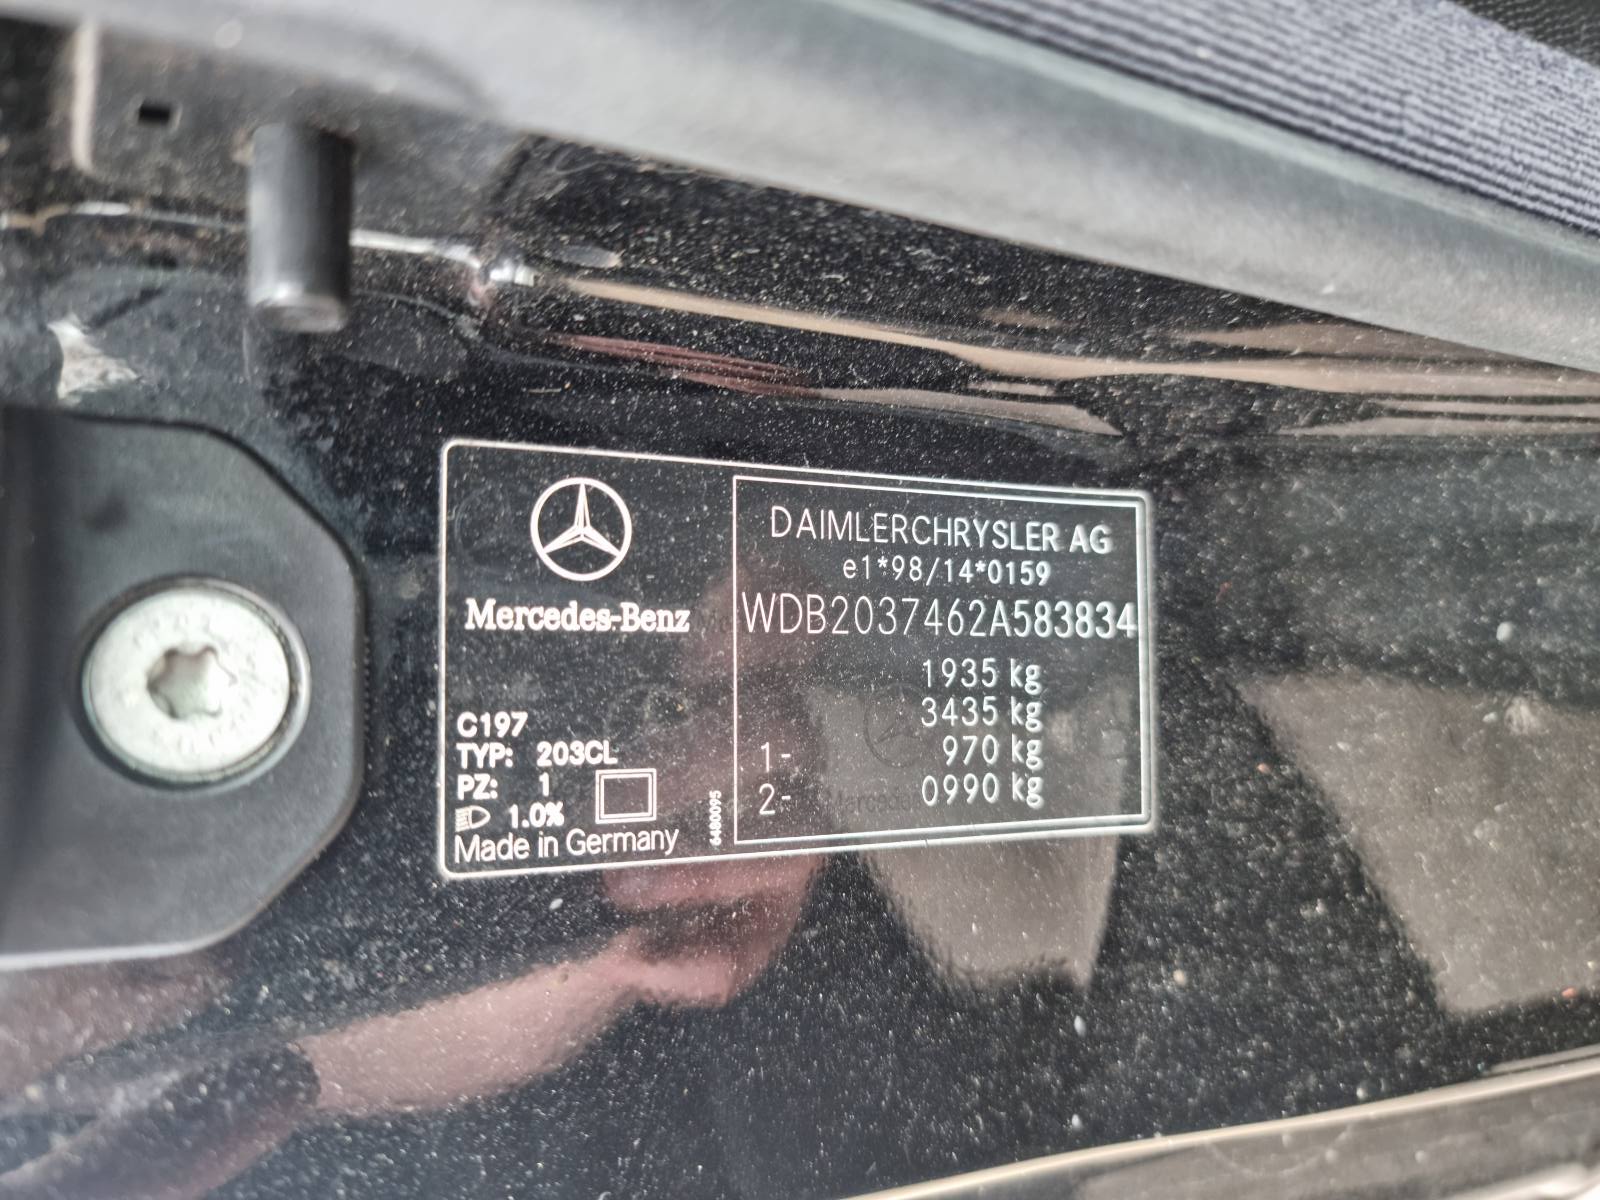 Mercedes-Benz
C197
TYP: 203CL
PZ: 1
1.0%
Made in Germany
6480095
DAIMLERCHRYSLER AG
e1*98/14*0159
WDB2037462A583834
1935 kg
3435 kg
1- 970 kg
2- 0990 kg